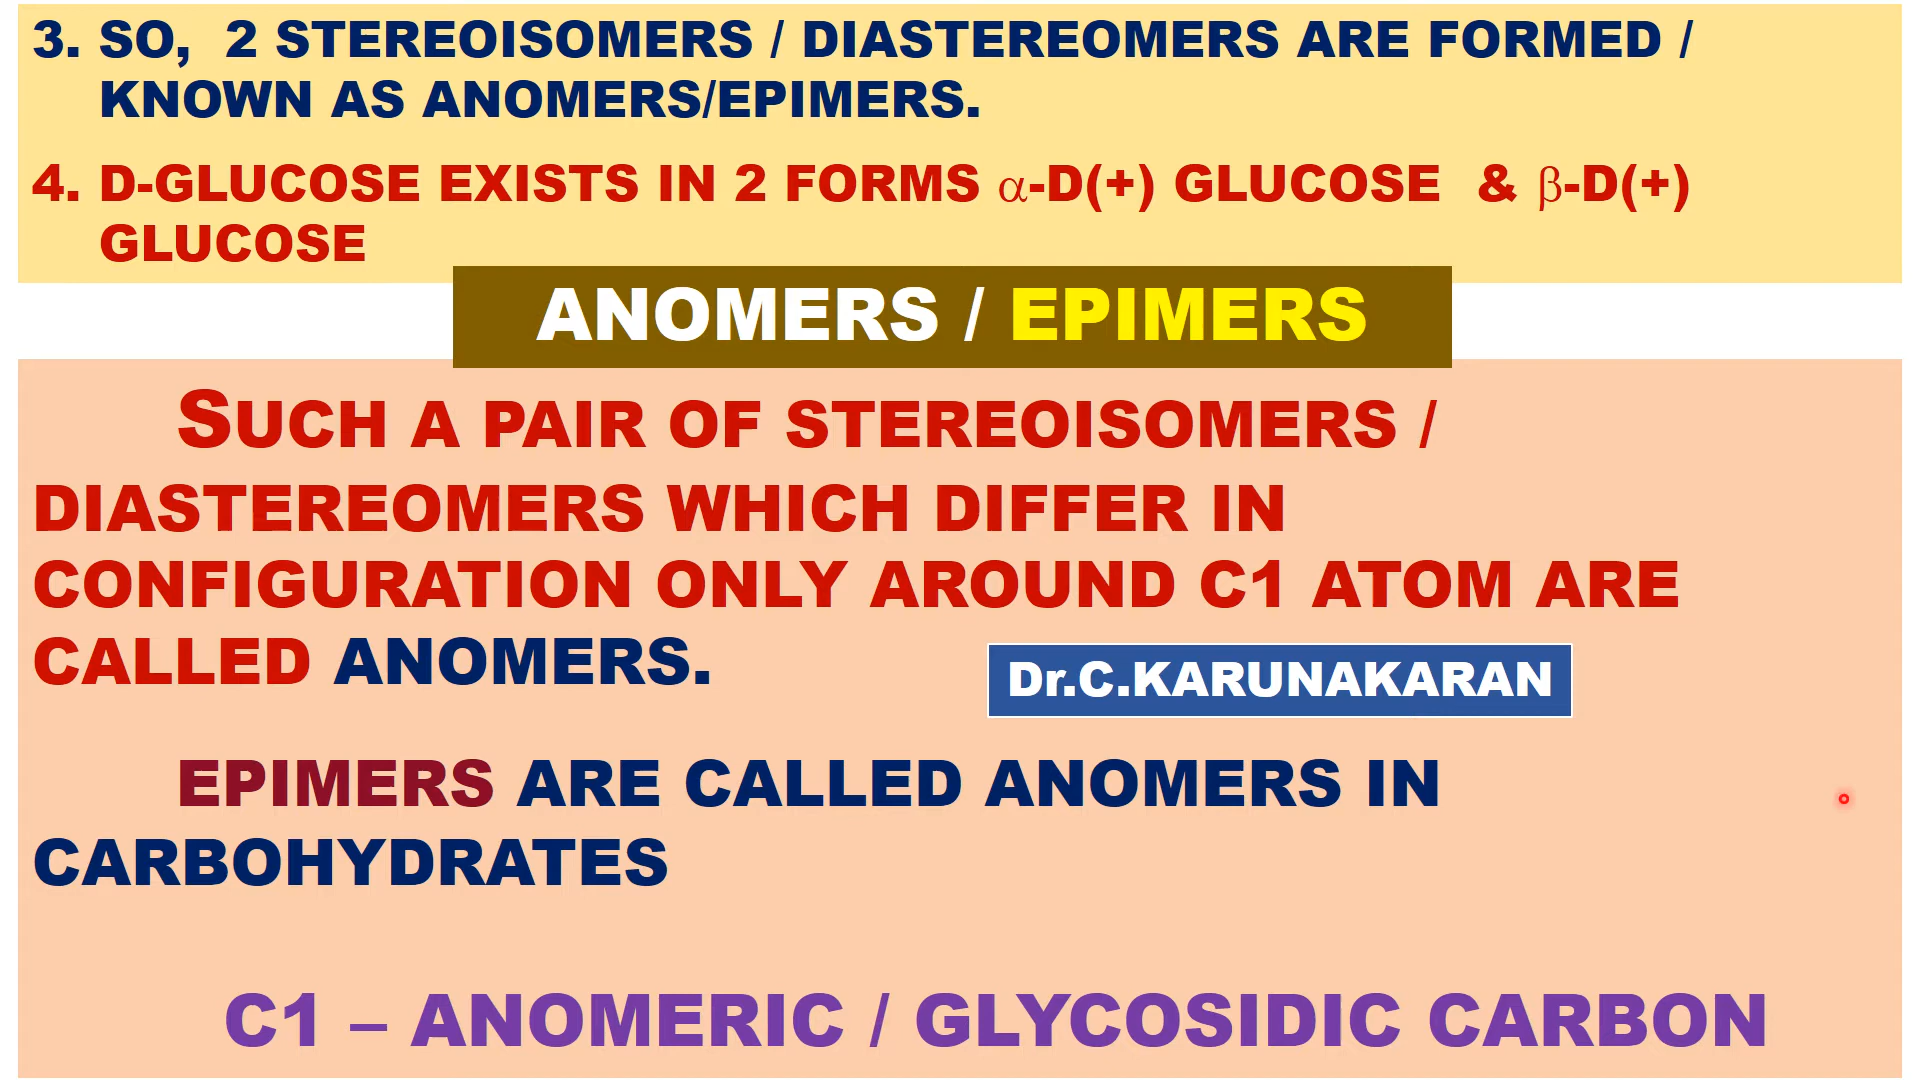 3. SO, 2 STEREOISOMERS / DIASTEREOMERS ARE FORMED /
KNOWN AS ANOMERS/EPIMERS.
4. D-GLUCOSE EXISTS IN 2 FORMS α-D(+) GLUCOSE & β-D(+)
GLUCOSE
ANOMERS / EPIMERS
SUCH A PAIR OF STEREOISOMERS /
DIASTEREOMERS WHICH DIFFER IN
CONFIGURATION ONLY AROUND C1 ATOM ARE
CALLED ANOMERS.
Dr.C.KARUNAKARAN
EPIMERS ARE CALLED ANOMERS IN
CARBOHYDRATES
C1 – ANOMERIC / GLYCOSIDIC CARBON